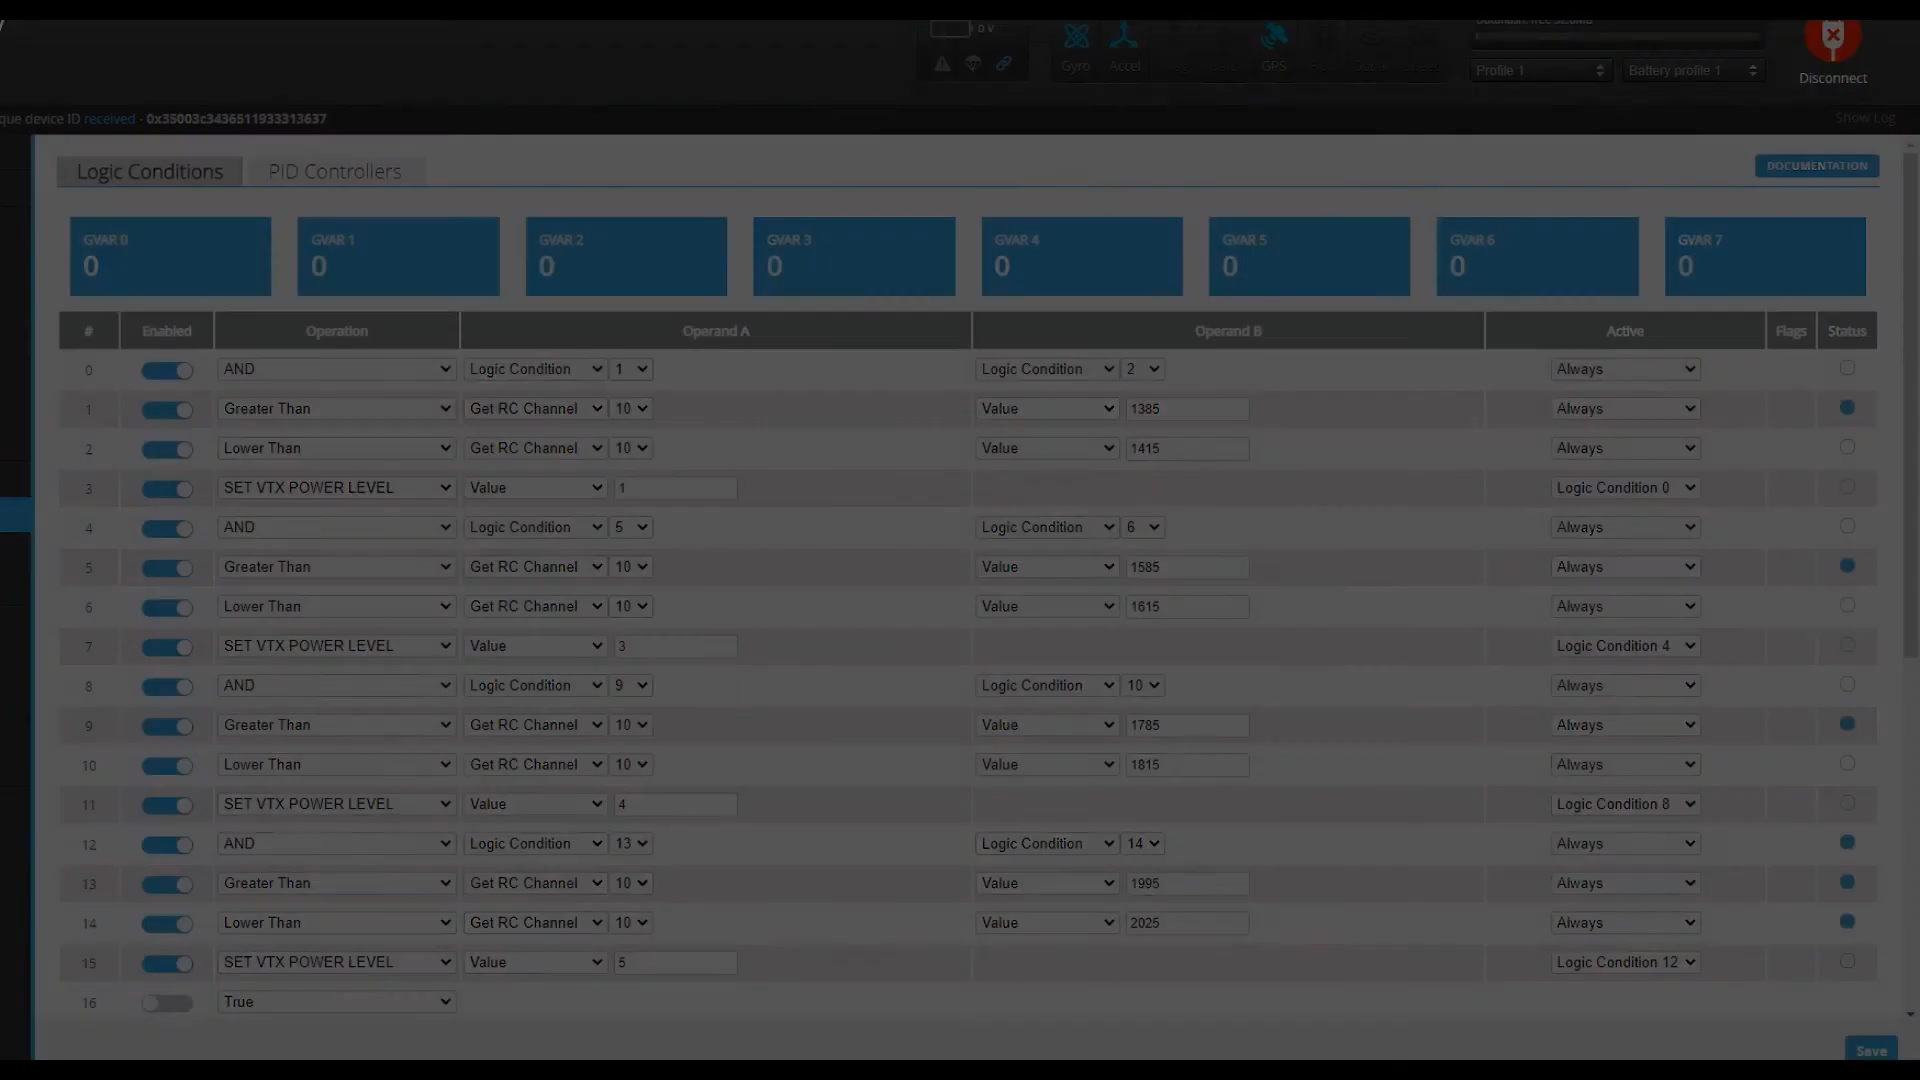 0 V
Gyro Accel GPS
Profile 1 Battery profile 1
Disconnect
que device ID received - 0x35003c3436511933313637
Show Log
Logic Conditions PID Controllers
DOCUMENTATION
GVAR 0 GVAR 1 GVAR 2 GVAR 3 GVAR 4 GVAR 5 GVAR 6 GVAR 7
0 0 0 0 0 0 0 0
# Enabled Operation Operand A Operand B Active Flags Status
0 AND Logic Condition 1 Logic Condition 2 Always
1 Greater Than Get RC Channel 10 Value 1385 Always
2 Lower Than Get RC Channel 10 Value 1415 Always
3 SET VTX POWER LEVEL Value 1 Logic Condition 0
4 AND Logic Condition 5 Logic Condition 6 Always
5 Greater Than Get RC Channel 10 Value 1585 Always
6 Lower Than Get RC Channel 10 Value 1615 Always
7 SET VTX POWER LEVEL Value 3 Logic Condition 4
8 AND Logic Condition 9 Logic Condition 10 Always
9 Greater Than Get RC Channel 10 Value 1785 Always
10 Lower Than Get RC Channel 10 Value 1815 Always
11 SET VTX POWER LEVEL Value 4 Logic Condition 8
12 AND Logic Condition 13 Logic Condition 14 Always
13 Greater Than Get RC Channel 10 Value 1995 Always
14 Lower Than Get RC Channel 10 Value 2025 Always
15 SET VTX POWER LEVEL Value 5 Logic Condition 12
16 True
Save